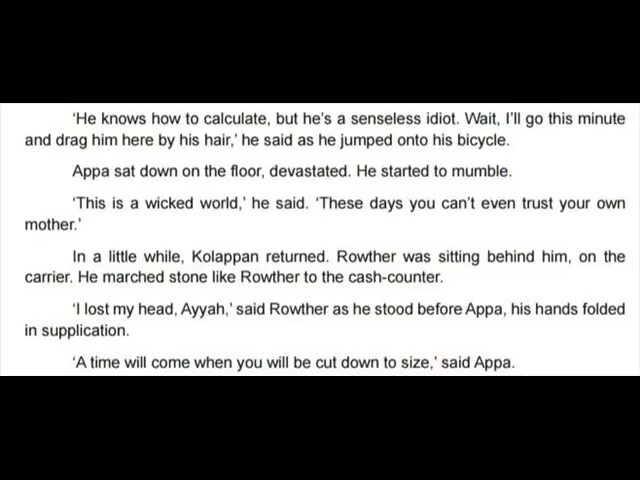 ‘He knows how to calculate, but he’s a senseless idiot. Wait, I’ll go this minute
and drag him here by his hair,’ he said as he jumped onto his bicycle.
Appa sat down on the floor, devastated. He started to mumble.
‘This is a wicked world,’ he said. ‘These days you can’t even trust your own
mother.’
In a little while, Kolappan returned. Rowther was sitting behind him, on the
carrier. He marched stone like Rowther to the cash-counter.
‘I lost my head, Ayyah,’ said Rowther as he stood before Appa, his hands folded
in supplication.
‘A time will come when you will be cut down to size,’ said Appa.